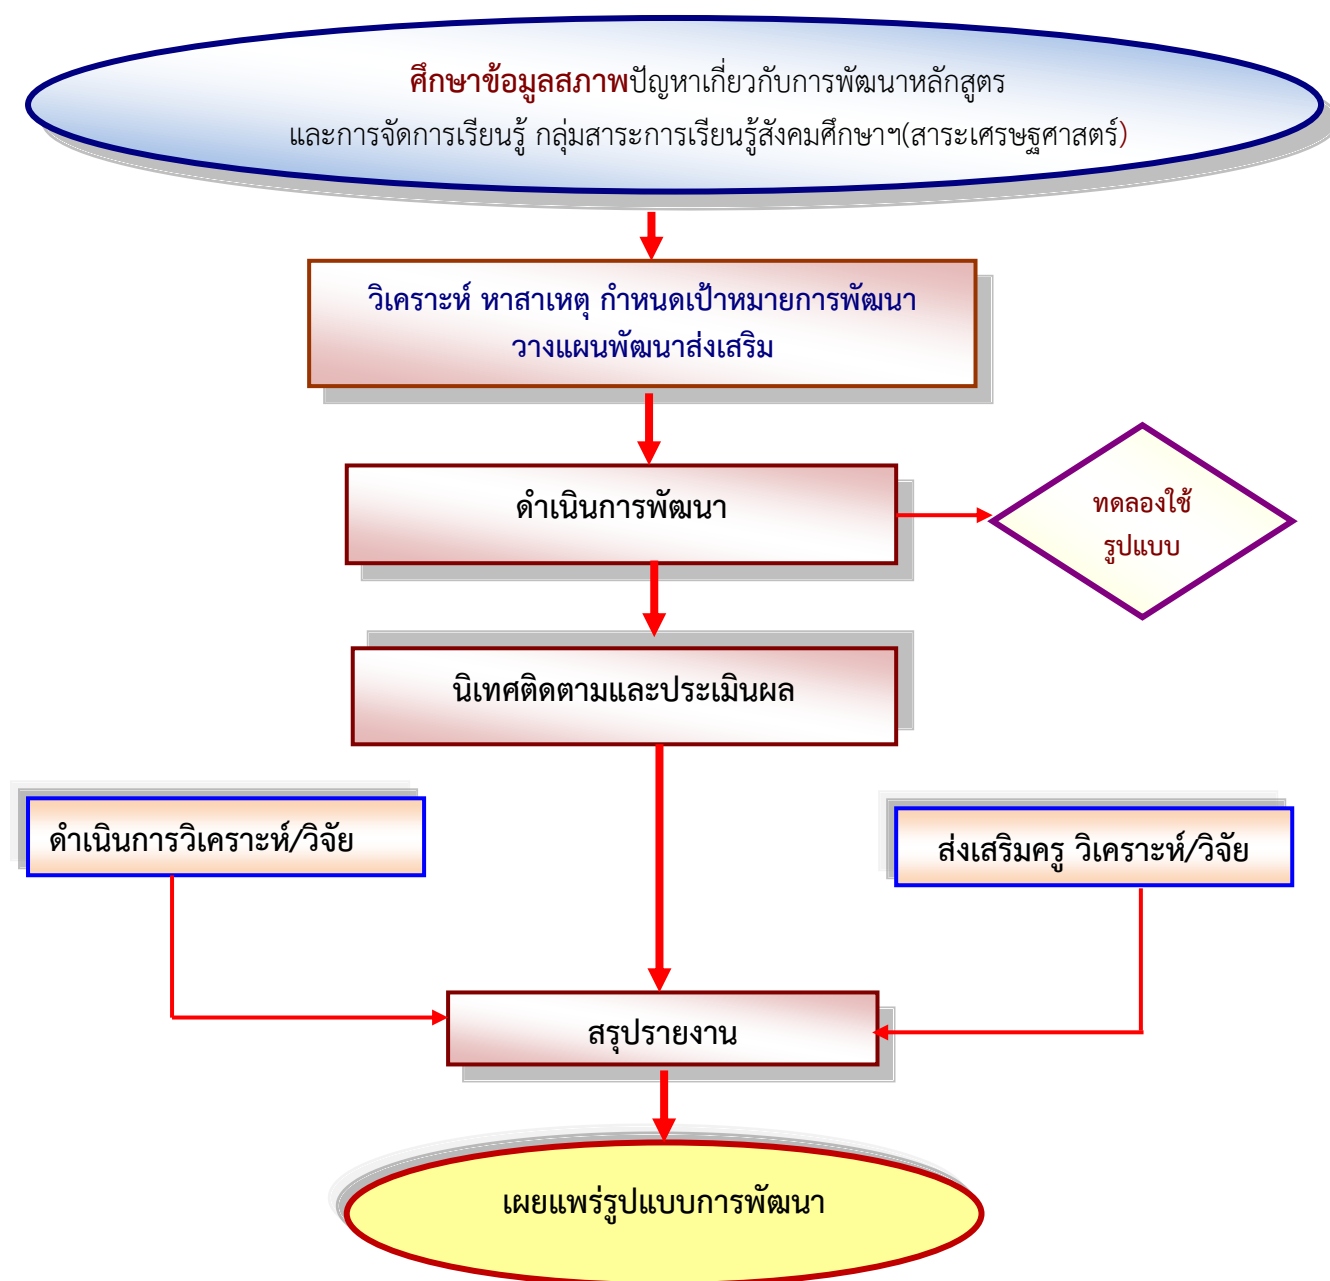 ศึกษาข้อมูลสภาพปัญหาเกี่ยวกับการพัฒนาหลักสูตร
และการจัดการเรียนรู้ กลุ่มสาระการเรียนรู้สังคมศึกษาฯ(สาระเศรษฐศาสตร์)
วิเคราะห์ หาสาเหตุ กำหนดเป้าหมายการพัฒนา
วางแผนพัฒนาส่งเสริม
ดำเนินการพัฒนา
ทดลองใช้
รูปแบบ
นิเทศติดตามและประเมินผล
ดำเนินการวิเคราะห์/วิจัย
ส่งเสริมครู วิเคราะห์/วิจัย
สรุปรายงาน
เผยแพร่รูปแบบการพัฒนา